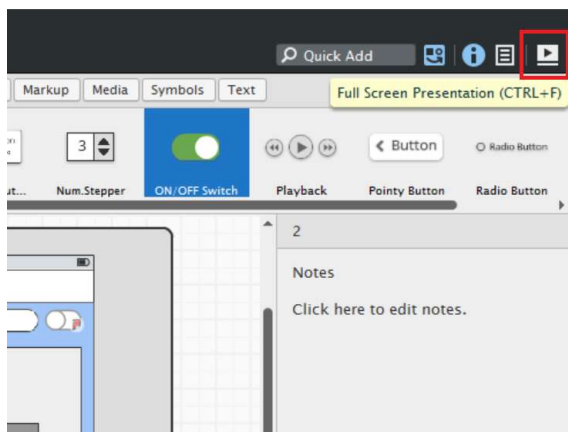 Quick Add
Markup Media Symbols Text
Full Screen Presentation (CTRL+F)
3
Button
Radio Button
ut... Num.Stepper ON/OFF Switch Playback Pointy Button Radio Button
2
Notes
Click here to edit notes.